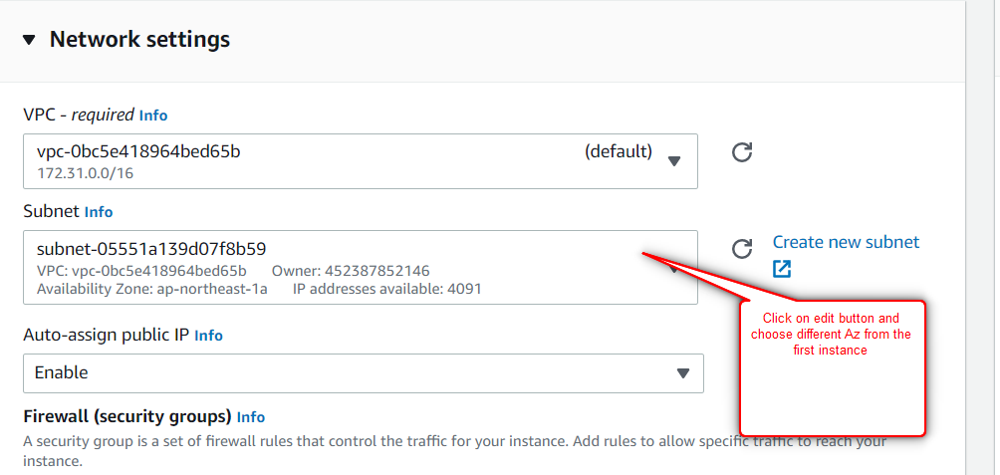 Network settings
VPC - required Info
vpc-0bc5e418964bed65b (default)
172.31.0.0/16
Subnet Info
subnet-05551a139d07f8b59
VPC: vpc-0bc5e418964bed65b Owner: 452387852146
Availability Zone: ap-northeast-1a IP addresses available: 4091
Create new subnet
Click on edit button and
choose different Az from the
first instance
Auto-assign public IP Info
Enable
Firewall (security groups) Info
A security group is a set of firewall rules that control the traffic for your instance. Add rules to allow specific traffic to reach your
instance.